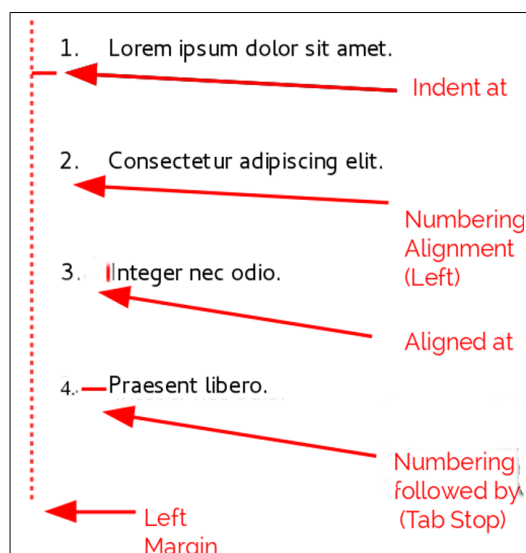 1. Lorem ipsum dolor sit amet.
Indent at
2. Consectetur adipiscing elit.
Numbering
Alignment
(Left)
3. Integer nec odio.
Aligned at
4. Praesent libero.
Numbering
followed by
(Tab Stop)
Left
Margin